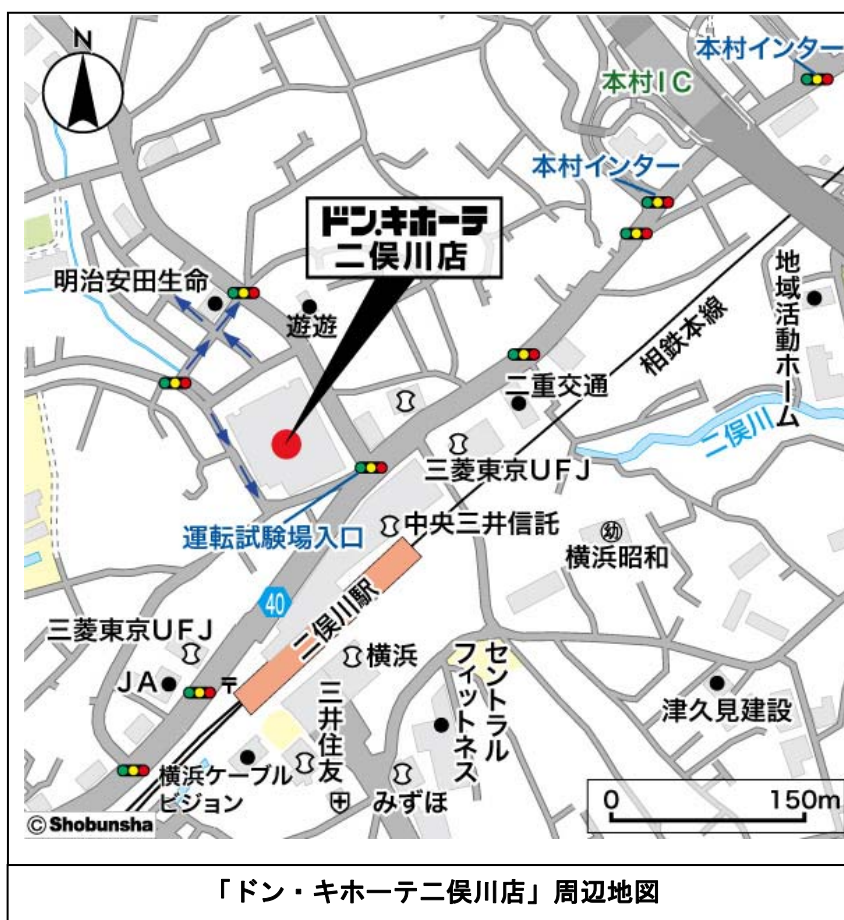 N
本村インター
本村IC
本村インター
ドン.キホーテ
二俣川店
明治安田生命
遊遊
地域活動ホーム
相鉄本線
二重交通
二俣川
三菱東京UFJ
運転試験場入口
中央三井信託
幼
横浜昭和
40
二俣川駅
三菱東京UFJ
横浜
JA
〒
セントラル
フィットネス
津久見建設
三井住友
横浜ケーブル
ビジョン
みずほ
0 150m
© Shobunsha
「ドン・キホーテ二俣川店」周辺地図